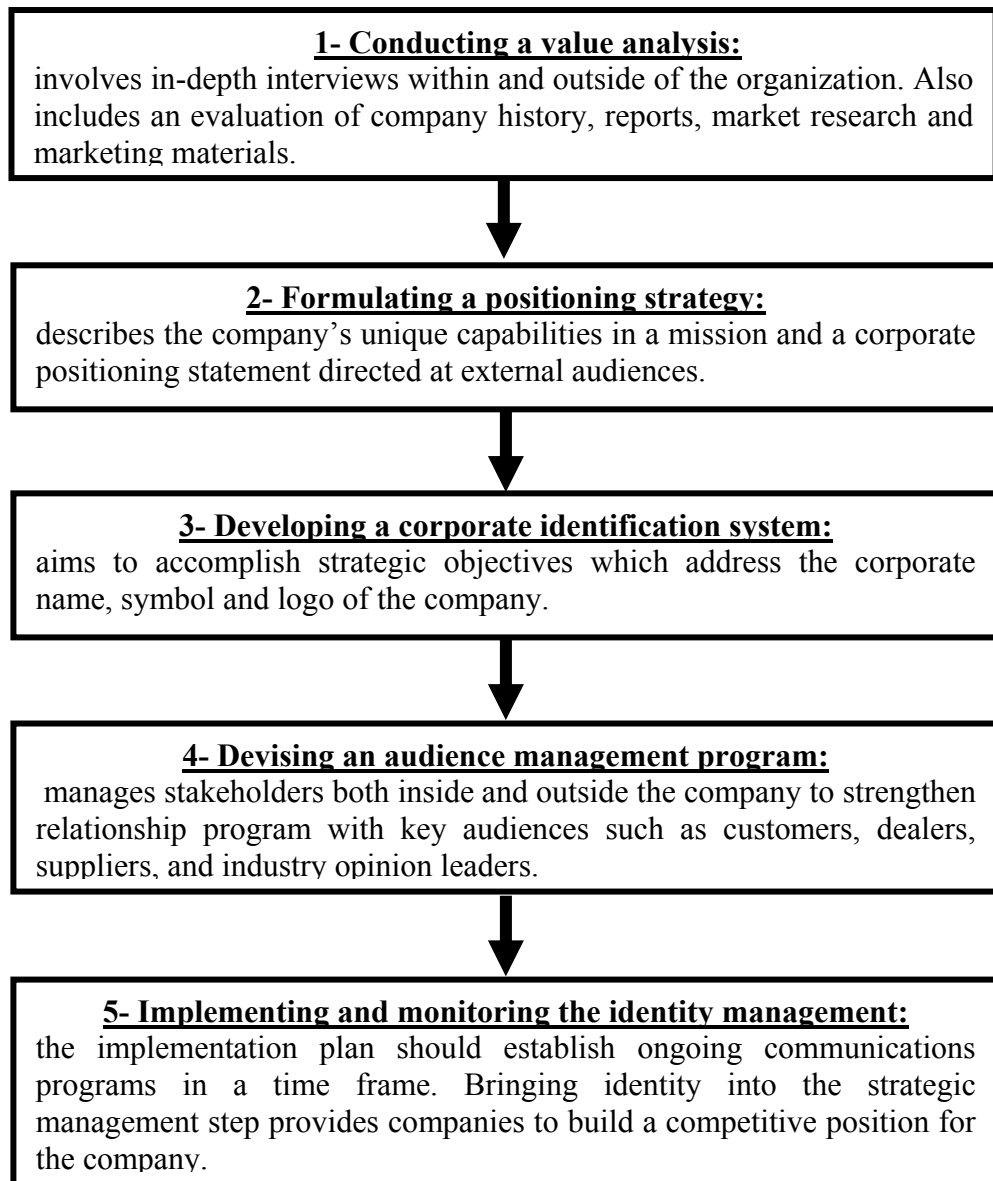 1- Conducting a value analysis:
involves in-depth interviews within and outside of the organization. Also
includes an evaluation of company history, reports, market research and
marketing materials.
2- Formulating a positioning strategy:
describes the company’s unique capabilities in a mission and a corporate
positioning statement directed at external audiences.
3- Developing a corporate identification system:
aims to accomplish strategic objectives which address the corporate
name, symbol and logo of the company.
4- Devising an audience management program:
manages stakeholders both inside and outside the company to strengthen
relationship program with key audiences such as customers, dealers,
suppliers, and industry opinion leaders.
5- Implementing and monitoring the identity management:
the implementation plan should establish ongoing communications
programs in a time frame. Bringing identity into the strategic
management step provides companies to build a competitive position for
the company.